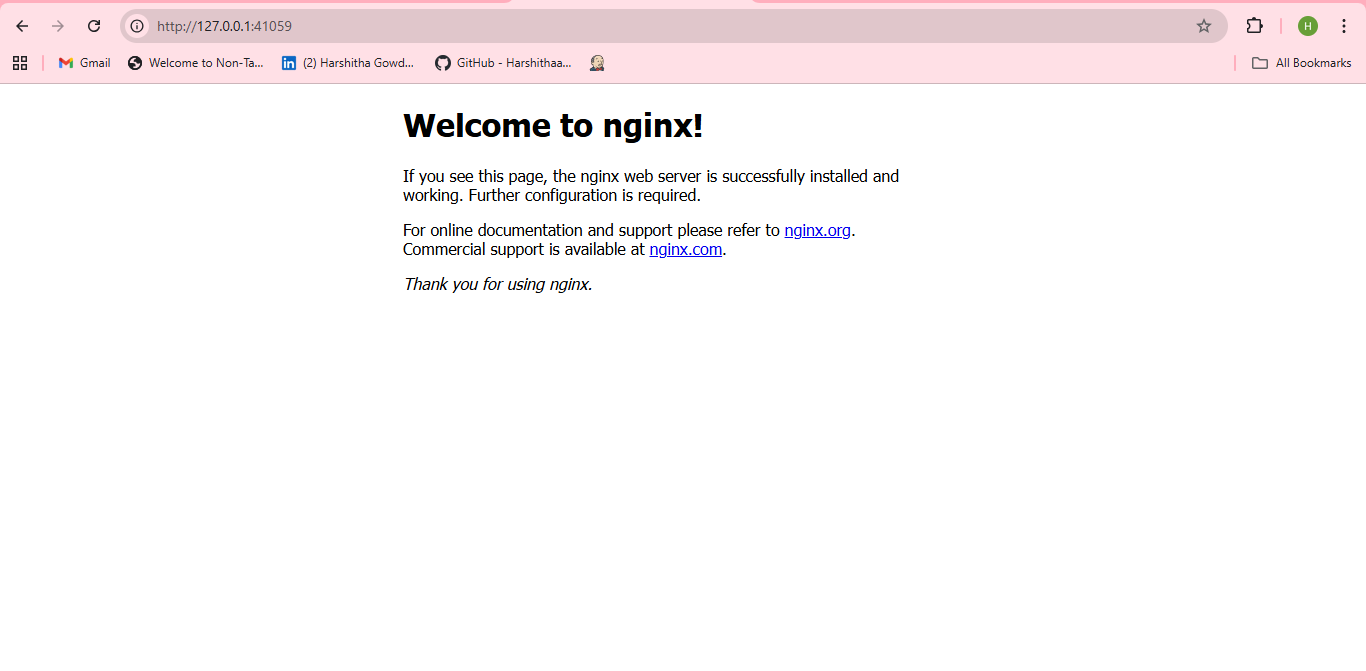 http://127.0.0.1:41059
H
Gmail
Welcome to Non-Ta...
(2) Harshitha Gowd...
GitHub - Harshithaa...
All Bookmarks
Welcome to nginx!
If you see this page, the nginx web server is successfully installed and
working. Further configuration is required.
For online documentation and support please refer to nginx.org.
Commercial support is available at nginx.com.
Thank you for using nginx.